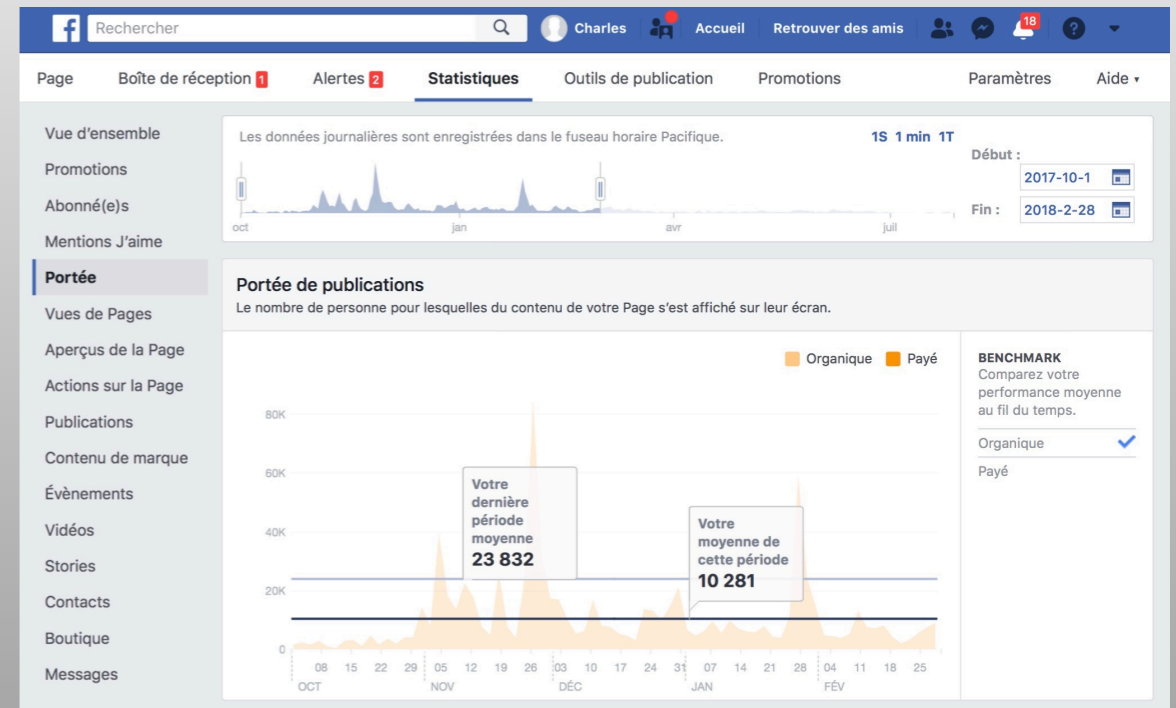 f Rechercher Charles Accueil Retrouver des amis 18 ?
Page Boîte de réception 1 Alertes 2 Statistiques Outils de publication Promotions Paramètres Aide
Vue d'ensemble
Promotions
Abonné(e)s
Mentions J'aime
Portée
Vues de Pages
Aperçus de la Page
Actions sur la Page
Publications
Contenu de marque
Évènements
Vidéos
Stories
Contacts
Boutique
Messages
Les données journalières sont enregistrées dans le fuseau horaire Pacifique. 1S 1 min 1T
Début :
2017-10-1
Fin : 2018-2-28
oct jan avr juil
Portée de publications
Le nombre de personne pour lesquelles du contenu de votre Page s'est affiché sur leur écran.
Organique Payé
80K
60K
40K
20K
0
Votre
dernière
période
moyenne
23 832
Votre
moyenne de
cette période
10 281
08 15 22 29 05 12 19 26 03 10 17 24 31 07 14 21 28 04 11 18 25
OCT NOV DÉC JAN FÉV
BENCHMARK
Comparez votre
performance moyenne
au fil du temps.
Organique
Payé